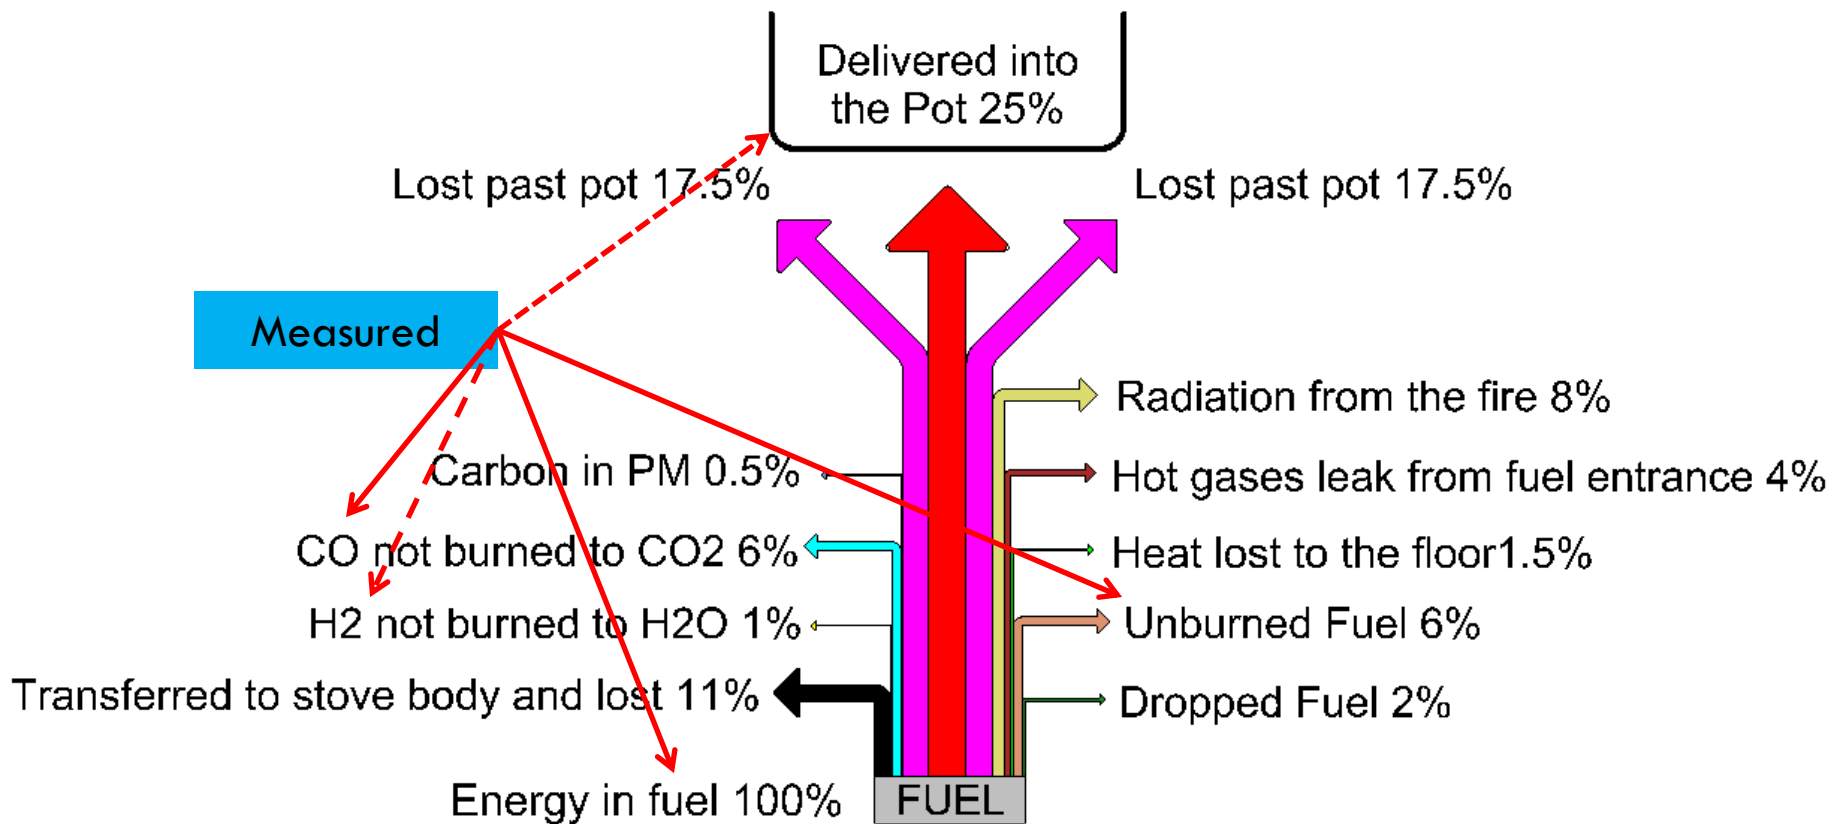 Delivered into
the Pot 25%
Lost past pot 17.5%
Lost past pot 17.5%
Measured
Radiation from the fire 8%
Carbon in PM 0.5%
Hot gases leak from fuel entrance 4%
CO not burned to CO2 6%
Heat lost to the floor1.5%
H2 not burned to H2O 1%
Unburned Fuel 6%
Transferred to stove body and lost 11%
Dropped Fuel 2%
Energy in fuel 100%
FUEL